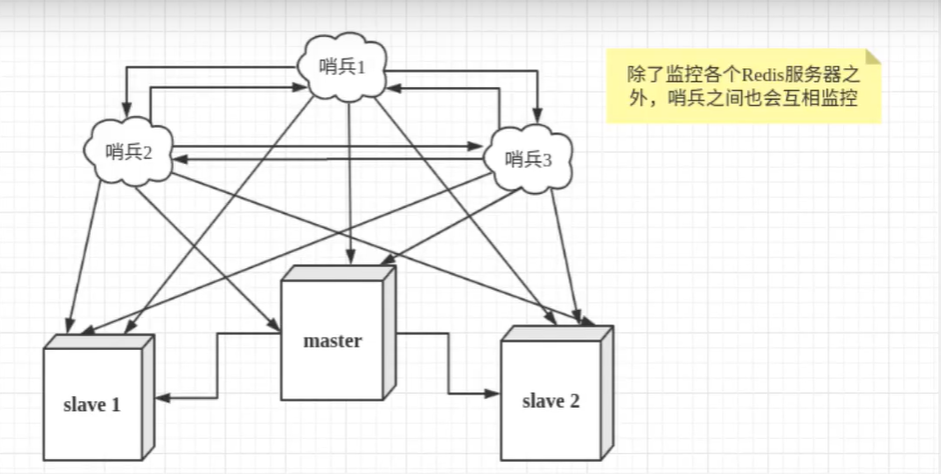 哨兵1
除了监控各个Redis服务器之
外，哨兵之间也会互相监控
哨兵2
哨兵3
master
slave 1
slave 2